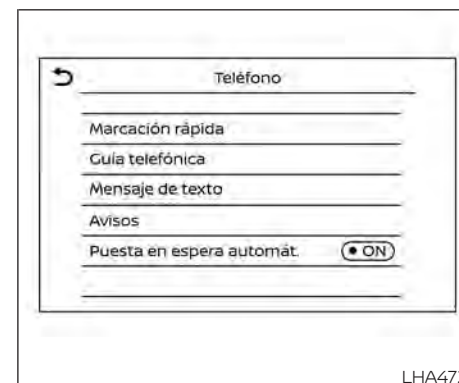 Teléfono
Marcación rápida
Guía telefónica
Mensaje de texto
Avisos
Puesta en espera automát. ON